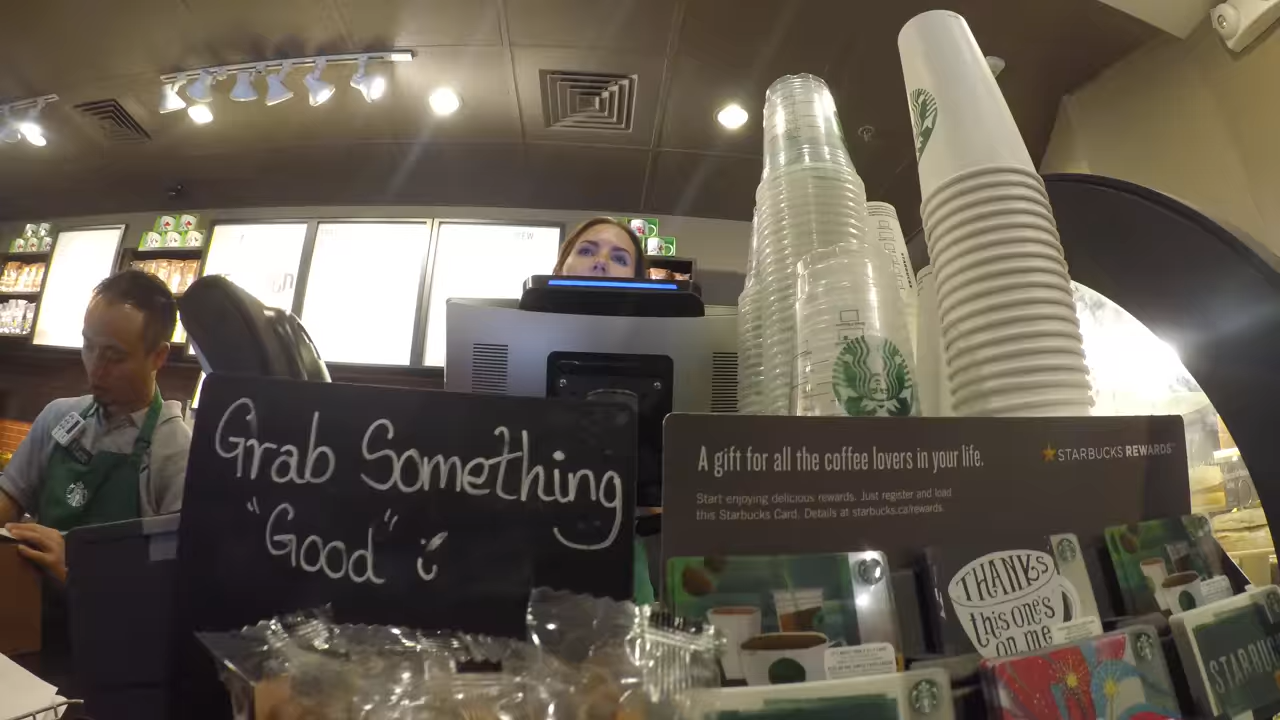 Grab Something
"Good"
A gift for all the coffee lovers in your life.
STARBUCKS REWARDS
Start enjoying delicious rewards. Just register and load
this Starbucks Card. Details at starbucks.ca/rewards.
THANKS
this one's
on me
STARBU